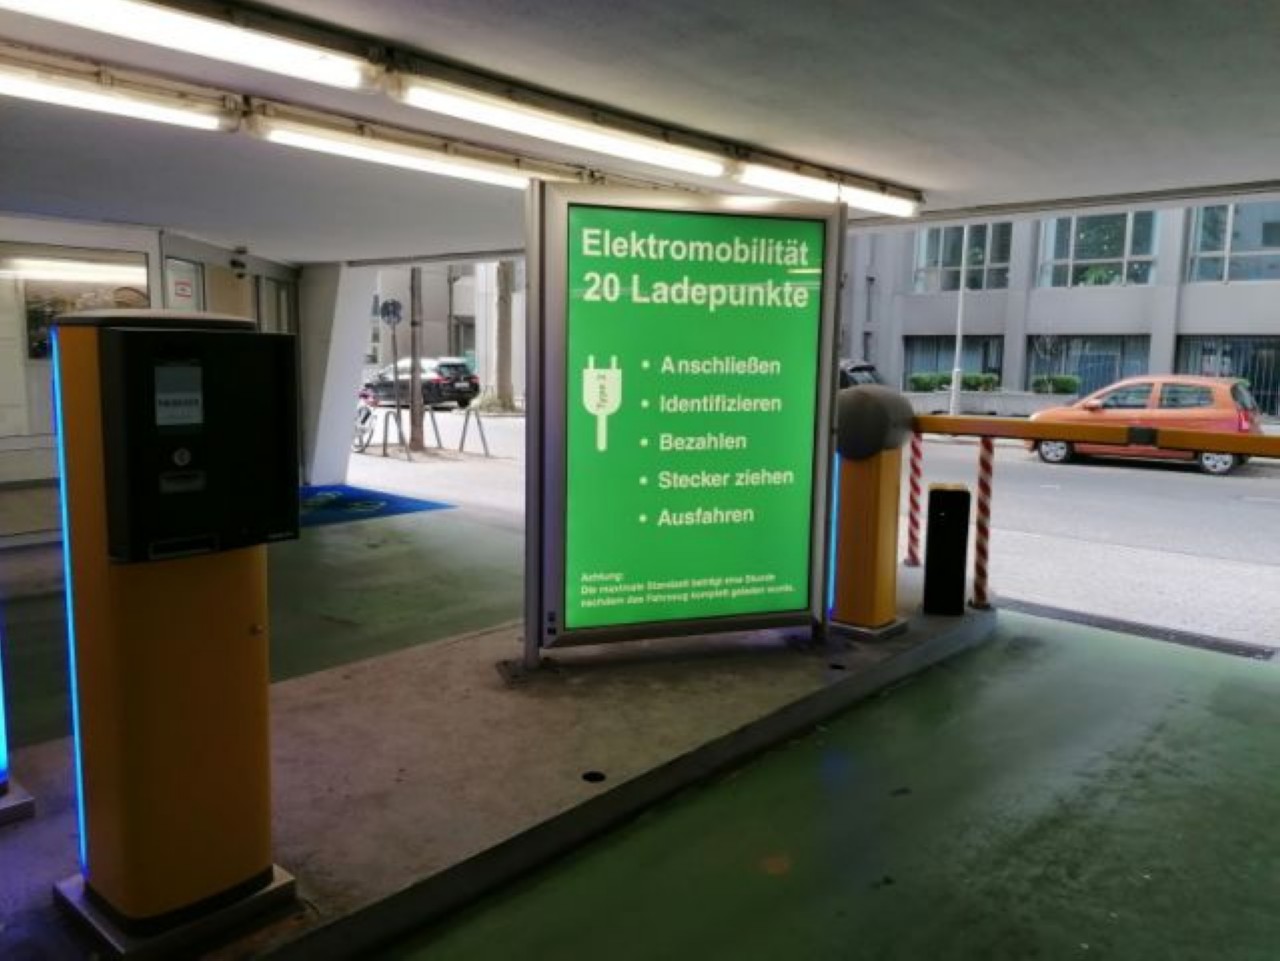 Elektromobilität
20 Ladepunkte
Type 2
• Anschließen
• Identifizieren
• Bezahlen
• Stecker ziehen
• Ausfahren
Achtung:
Die maximale Standzeit beträgt eine Stunde
nachdem das Fahrzeug komplett geladen wurde.